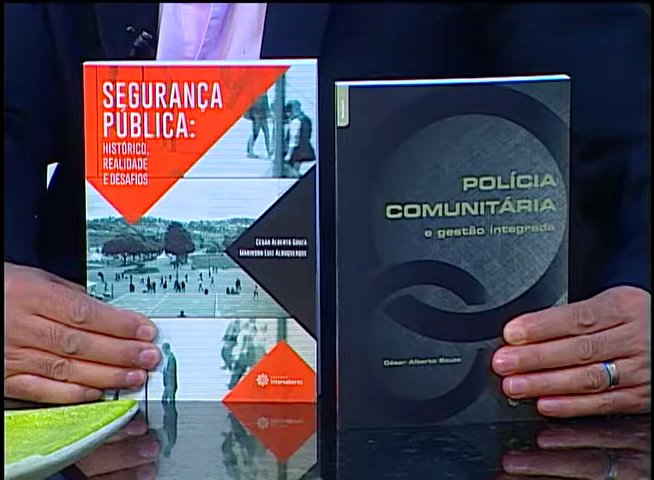 SEGURANÇA
PÚBLICA:
HISTÓRICO,
REALIDADE
E DESAFIOS
CÉSAR ALBERTO SOUZA
MARINSON LUIZ ALBUQUERQUE
intersaberes
POLÍCIA
COMUNITÁRIA
e gestão integrada
César Alberto Souza